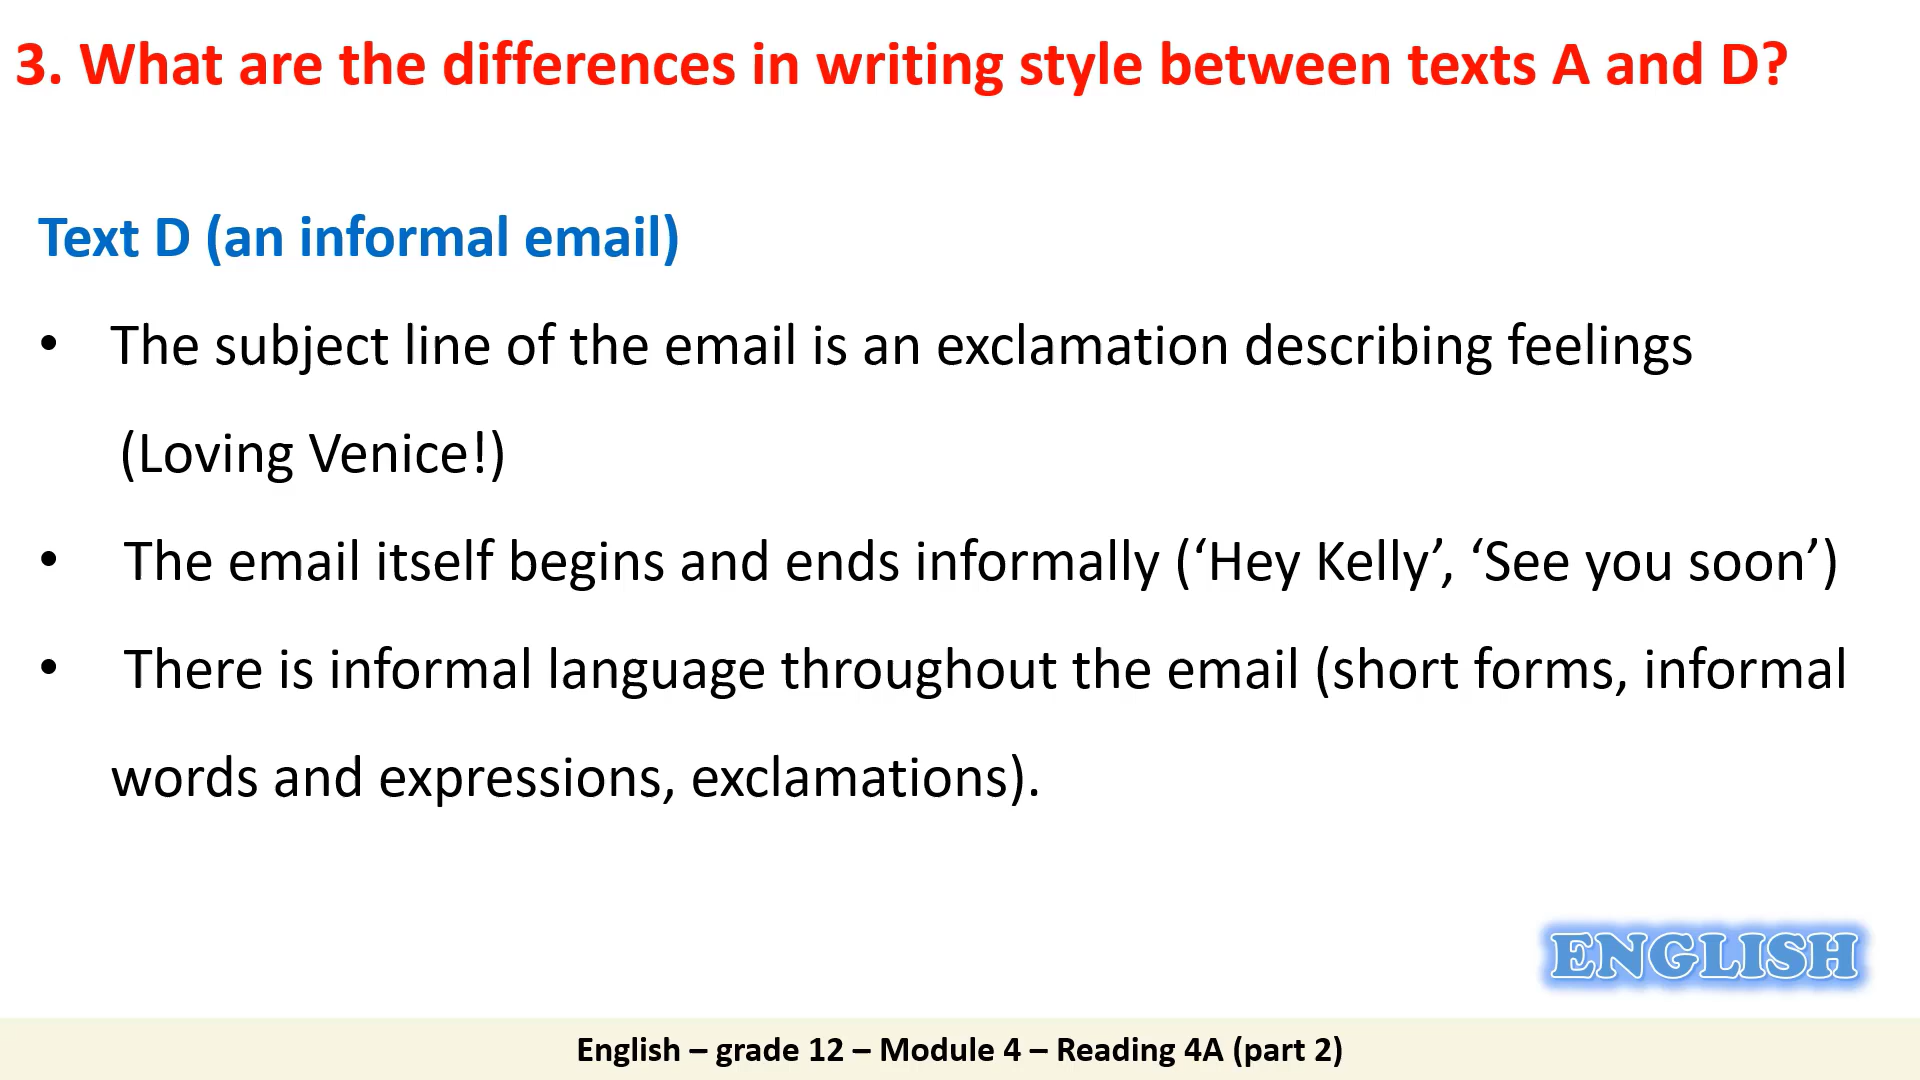 3. What are the differences in writing style between texts A and D?
Text D (an informal email)
• The subject line of the email is an exclamation describing feelings
(Loving Venice!)
• The email itself begins and ends informally (‘Hey Kelly’, ‘See you soon’)
• There is informal language throughout the email (short forms, informal
words and expressions, exclamations).
ENGLISH
English – grade 12 – Module 4 – Reading 4A (part 2)